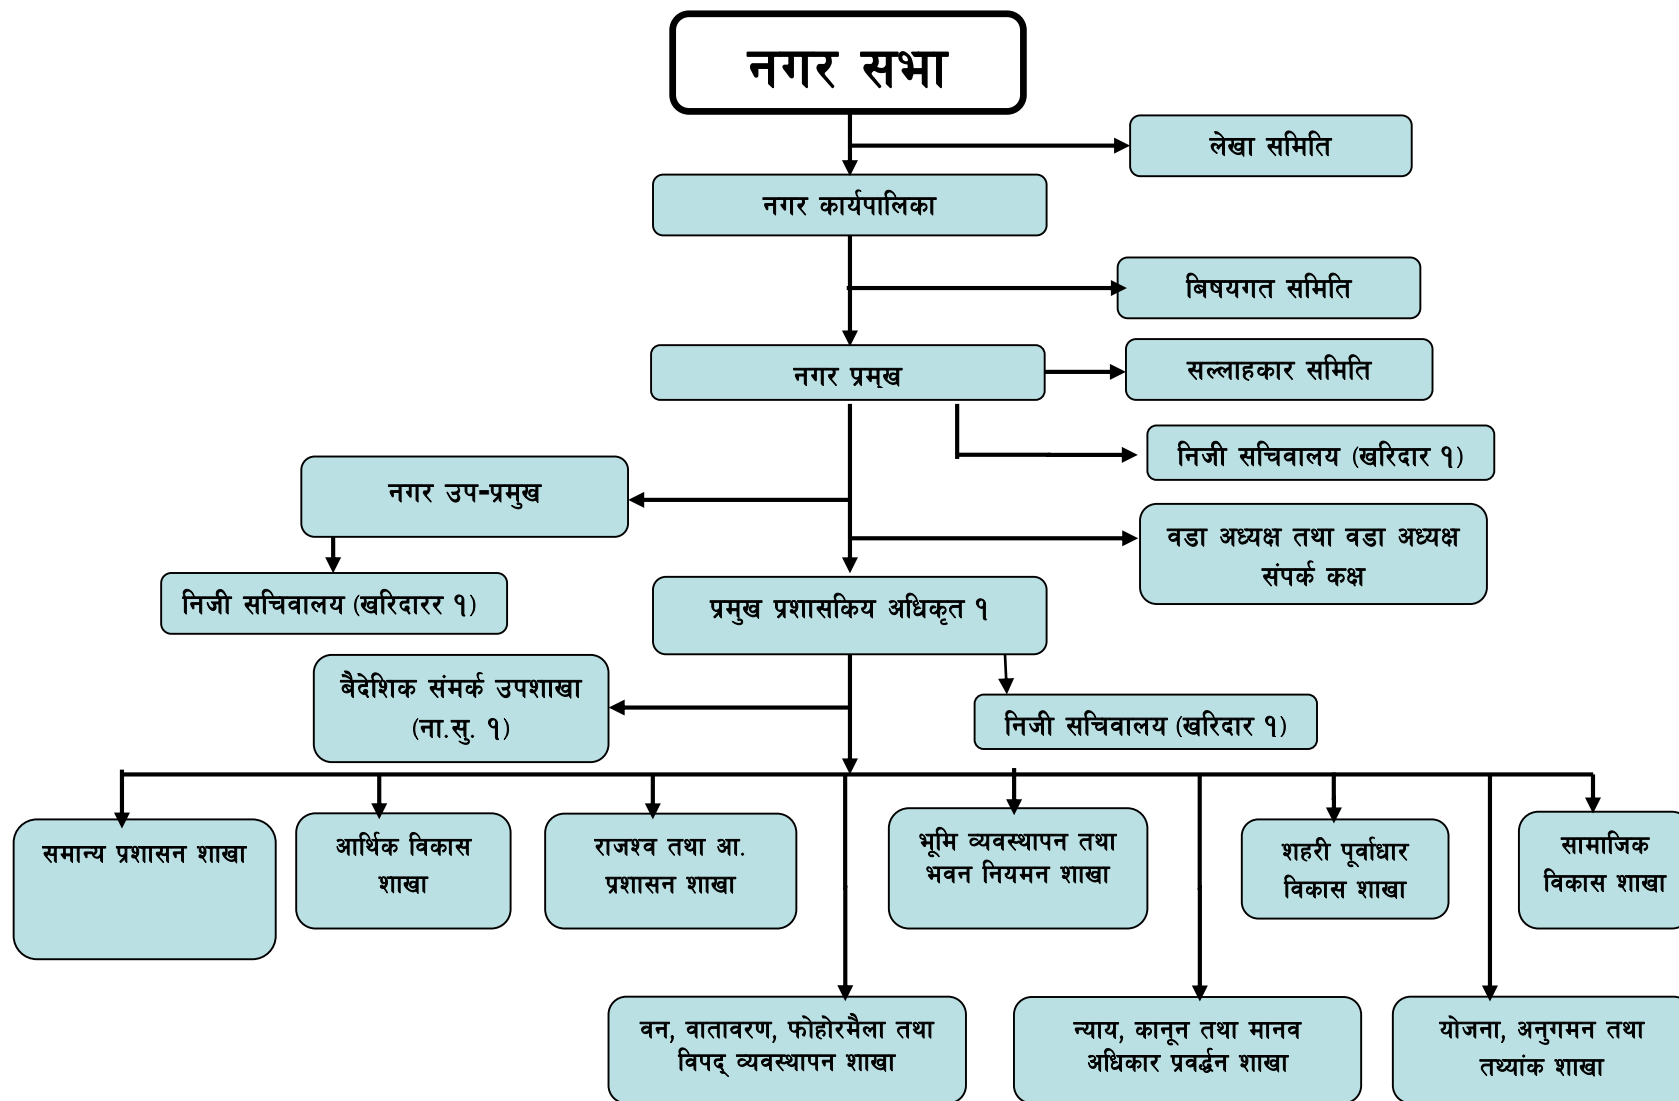 नगर सभा
लेखा समिति
नगर कार्यपालिका
बिषयगत समिति
नगर प्रमुख
सल्लाहकार समिति
निजी सचिवालय (खरिदार १)
नगर उप-प्रमुख
वडा अध्यक्ष तथा वडा अध्यक्ष
संपर्क कक्ष
निजी सचिवालय (खरिदारर १)
प्रमुख प्रशासकिय अधिकृत १
बैदेशिक संमर्क उपशाखा
(ना.सु. १)
निजी सचिवालय (खरिदार १)
समान्य प्रशासन शाखा
आर्थिक विकास
शाखा
राजश्व तथा आ.
प्रशासन शाखा
भूमि व्यवस्थापन तथा
भवन नियमन शाखा
शहरी पूर्वाधार
विकास शाखा
सामाजिक
विकास शाखा
वन, वातावरण, फोहोरमैला तथा
विपद् व्यवस्थापन शाखा
न्याय, कानून तथा मानव
अधिकार प्रवर्द्धन शाखा
योजना, अनुगमन तथा
तथ्यांक शाखा